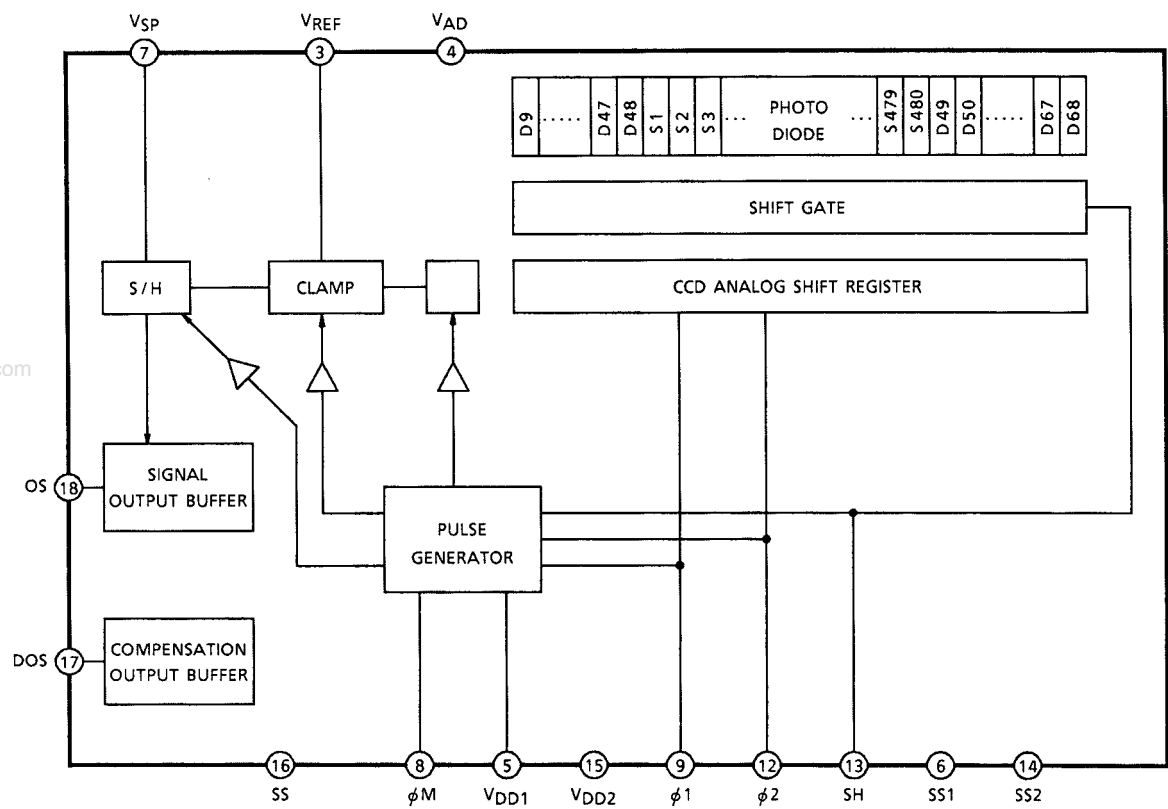 VSP VREF VAD
7 3 4
D9 ..... D47 D48 S1 S2 S3 ... PHOTO DIODE ... S479 S480 D49 D50 ..... D67 D68
SHIFT GATE
S/H CLAMP CCD ANALOG SHIFT REGISTER
com
SIGNAL
OUTPUT BUFFER
OS 18
PULSE
GENERATOR
COMPENSATION
OUTPUT BUFFER
DOS 17
16 8 5 15 9 12 13 6 14
SS ϕM VDD1 VDD2 ϕ1 ϕ2 SH SS1 SS2